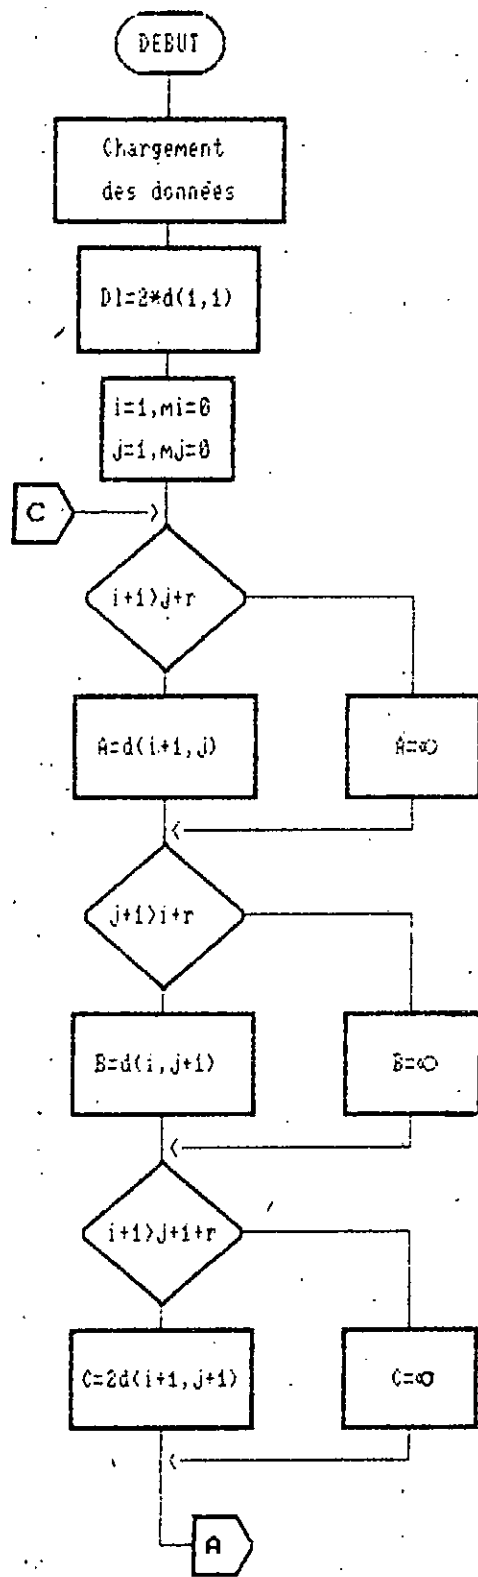 DEBUT
Chargement
des données
D1=2*d(1,1)
i=1,mi=0
j=1,mj=0
C
i+1>j+r
A=d(i+1,j)
A=∞
j+1>i+r
B=d(i,j+1)
B=∞
i+1>j+1+r
C=2d(i+1,j+1)
C=∞
A